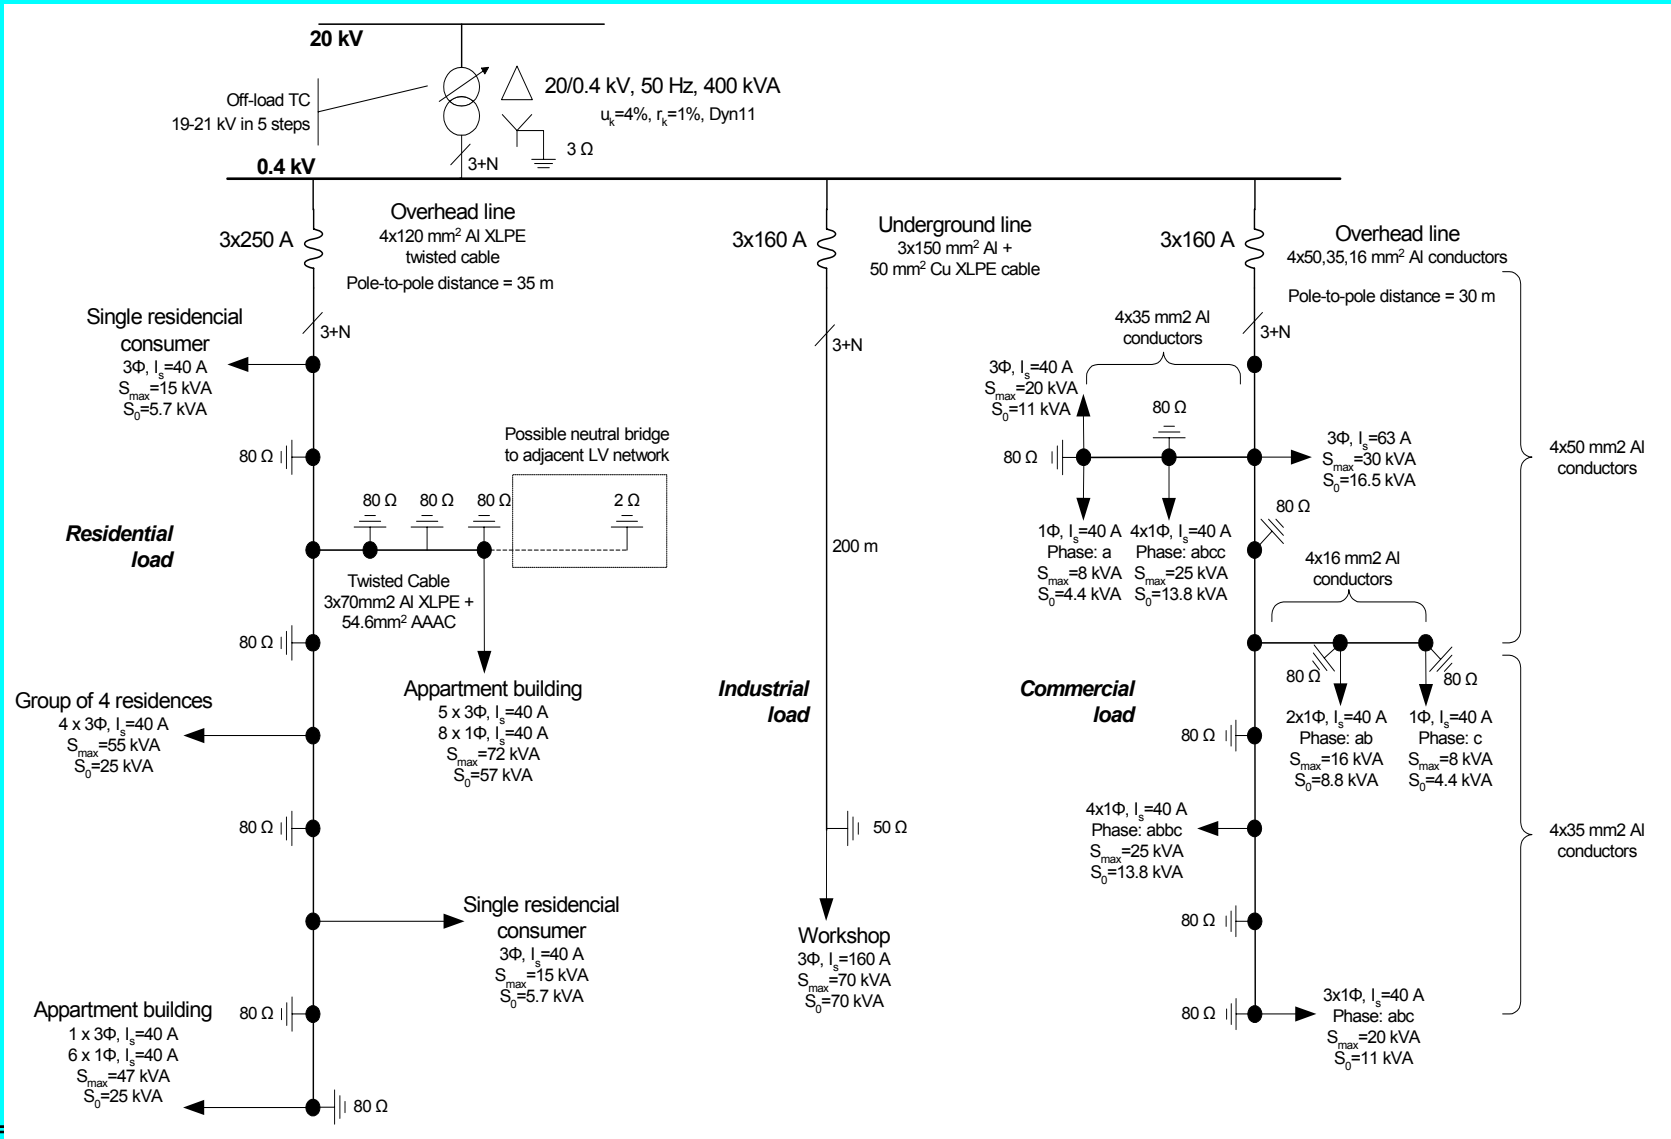 20 kV
Off-load TC
19-21 kV in 5 steps
20/0.4 kV, 50 Hz, 400 kVA
uk=4%, rk=1%, Dyn11
3 Ω
3+N
0.4 kV
3x250 A
Overhead line
4x120 mm² Al XLPE
twisted cable
Pole-to-pole distance = 35 m
3+N
Single residencial
consumer
3Φ, Is=40 A
Smax=15 kVA
S0=5.7 kVA
80 Ω
Possible neutral bridge
to adjacent LV network
80 Ω
80 Ω
80 Ω
2 Ω
Residential
load
Twisted Cable
3x70mm2 Al XLPE +
54.6mm² AAAC
80 Ω
Group of 4 residences
4 x 3Φ, Is=40 A
Smax=55 kVA
S0=25 kVA
Appartment building
5 x 3Φ, Is=40 A
8 x 1Φ, Is=40 A
Smax=72 kVA
S0=57 kVA
80 Ω
Single residencial
consumer
3Φ, Is=40 A
Smax=15 kVA
S0=5.7 kVA
80 Ω
Appartment building
1 x 3Φ, Is=40 A
6 x 1Φ, Is=40 A
Smax=47 kVA
S0=25 kVA
80 Ω
3x160 A
Underground line
3x150 mm² Al +
50 mm² Cu XLPE cable
3+N
200 m
Industrial
load
50 Ω
Workshop
3Φ, Is=160 A
Smax=70 kVA
S0=70 kVA
3x160 A
Overhead line
4x50,35,16 mm² Al conductors
Pole-to-pole distance = 30 m
3+N
4x35 mm2 Al
conductors
3Φ, Is=40 A
Smax=20 kVA
S0=11 kVA
80 Ω
80 Ω
3Φ, Is=63 A
Smax=30 kVA
S0=16.5 kVA
4x50 mm2 Al
conductors
1Φ, Is=40 A
Phase: a
Smax=8 kVA
S0=4.4 kVA
4x1Φ, Is=40 A
Phase: abcc
Smax=25 kVA
S0=13.8 kVA
80 Ω
4x16 mm2 Al
conductors
80 Ω
80 Ω
Commercial
load
2x1Φ, Is=40 A
Phase: ab
Smax=16 kVA
S0=8.8 kVA
1Φ, Is=40 A
Phase: c
Smax=8 kVA
S0=4.4 kVA
80 Ω
4x1Φ, Is=40 A
Phase: abbc
Smax=25 kVA
S0=13.8 kVA
4x35 mm2 Al
conductors
80 Ω
80 Ω
3x1Φ, Is=40 A
Phase: abc
Smax=20 kVA
S0=11 kVA